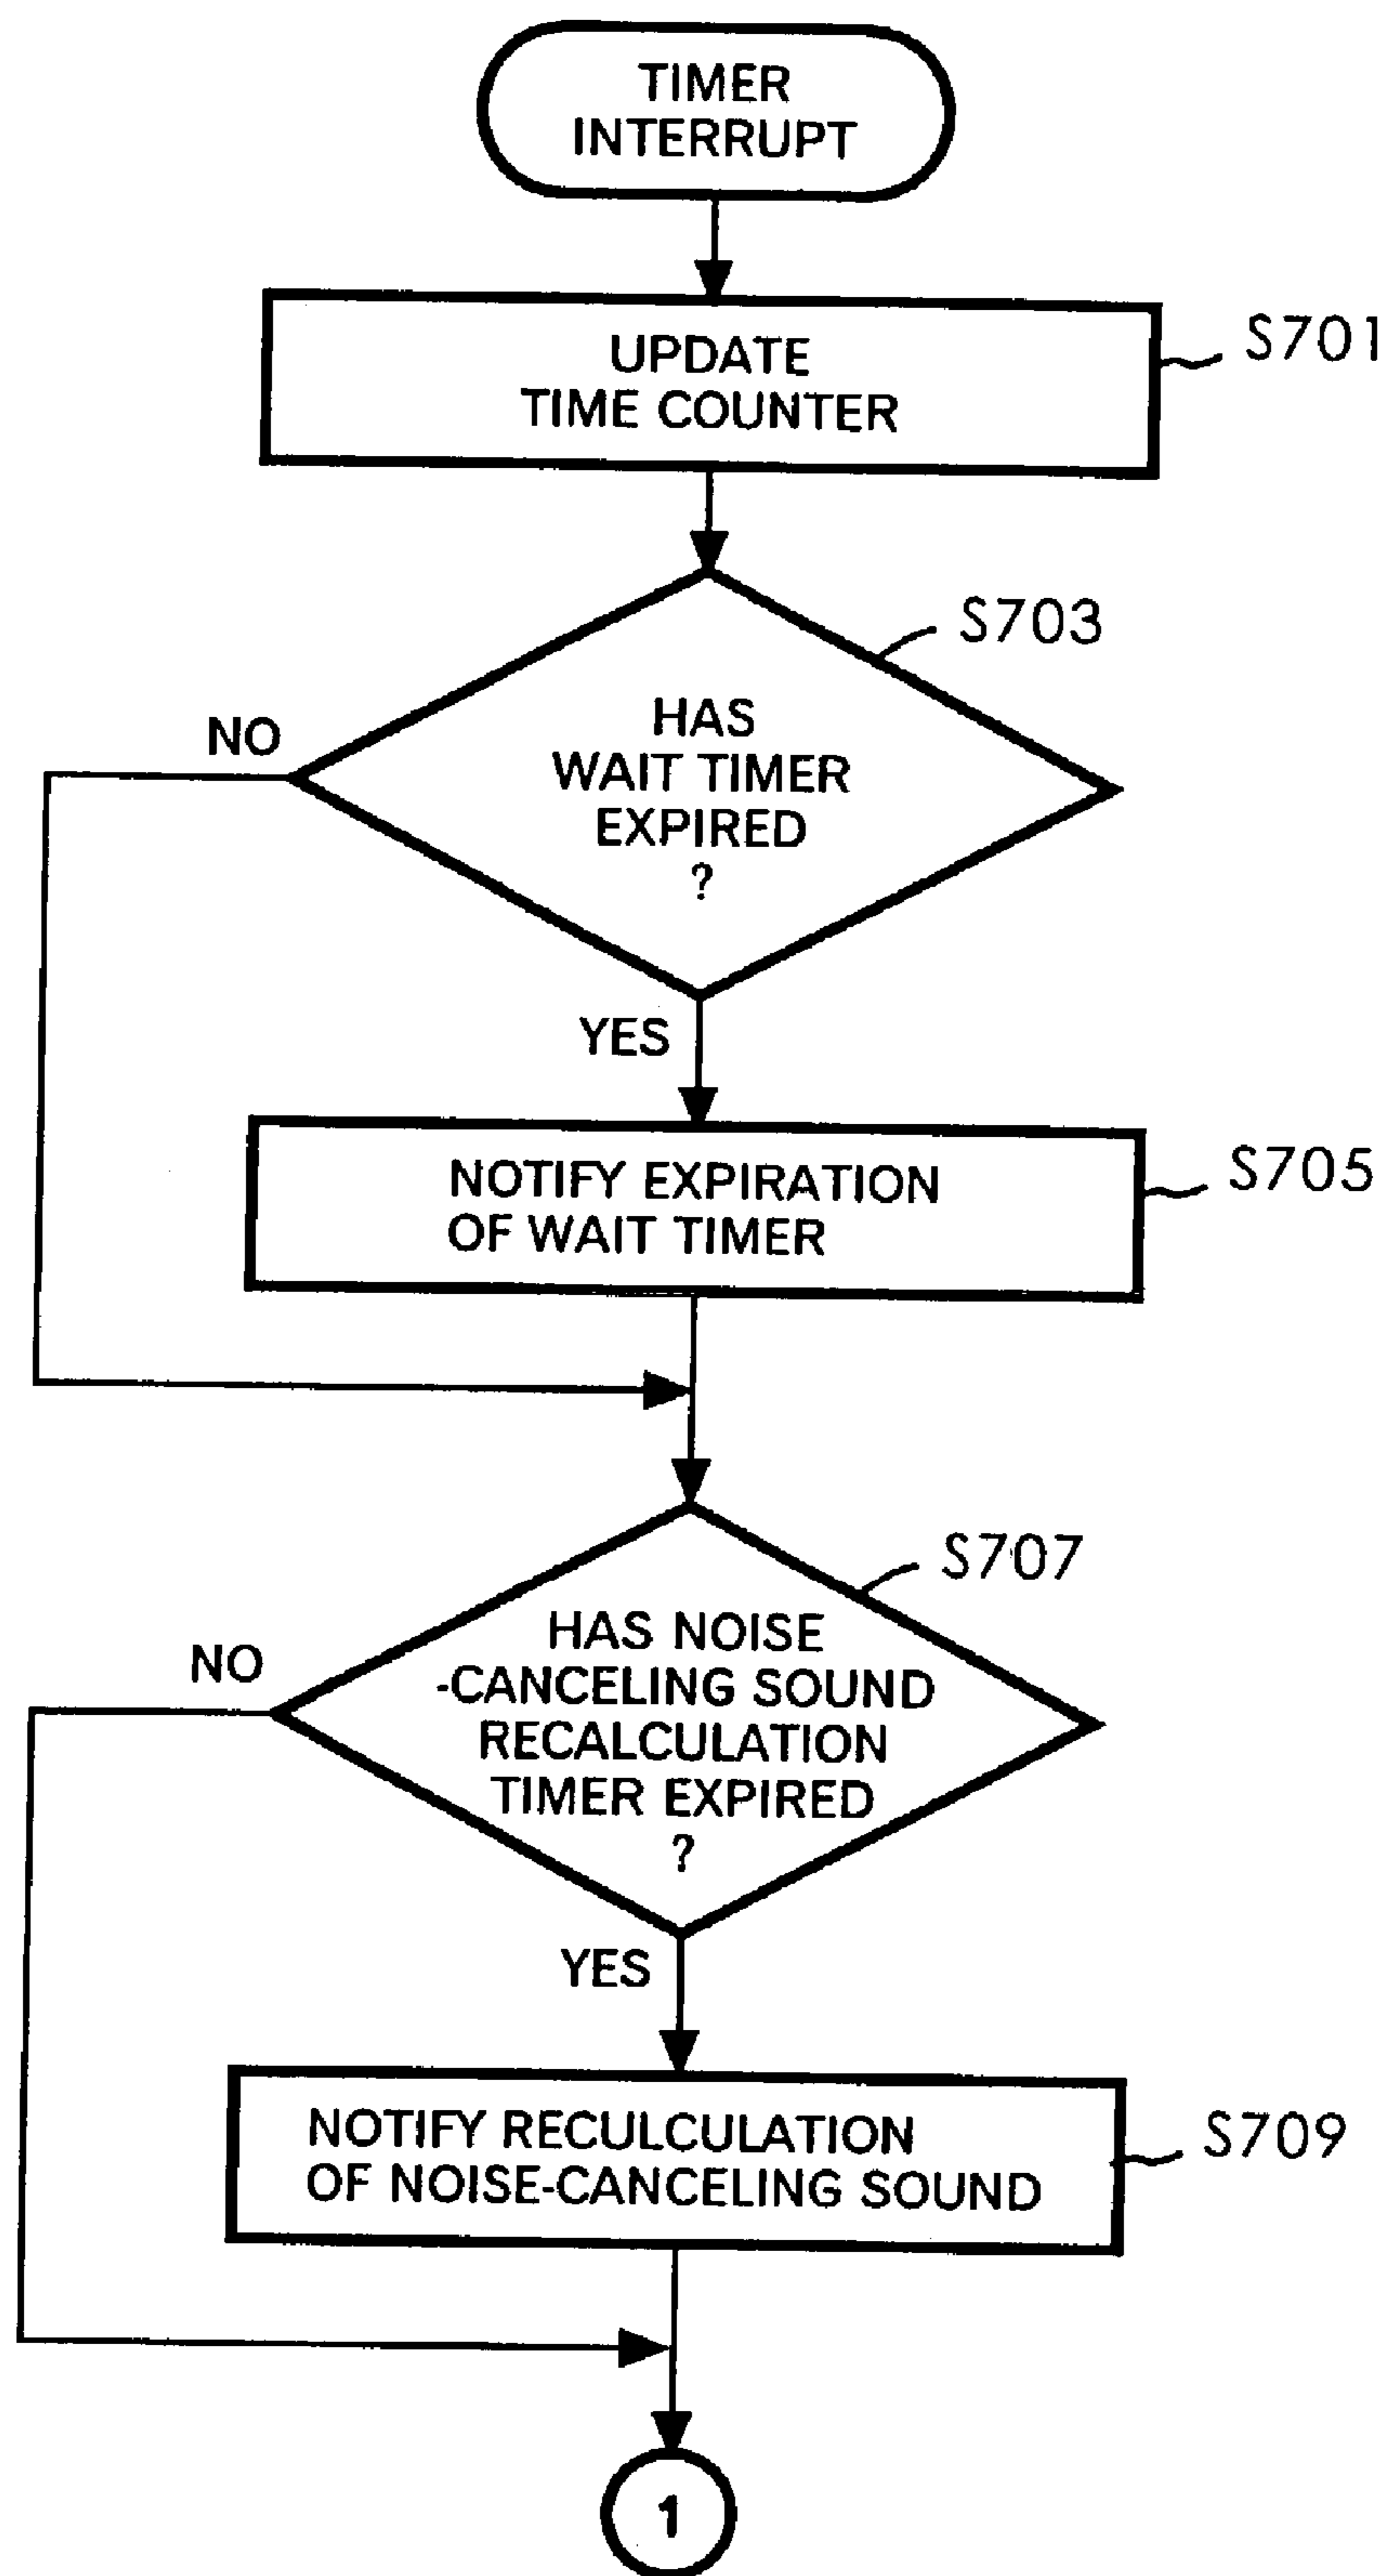 TIMER
INTERRUPT
UPDATE
TIME COUNTER
S701
S703
HAS
WAIT TIMER
EXPIRED
?
NO
YES
NOTIFY EXPIRATION
OF WAIT TIMER
S705
S707
HAS NOISE
-CANCELING SOUND
RECALCULATION
TIMER EXPIRED
?
NO
YES
NOTIFY RECULCULATION
OF NOISE-CANCELING SOUND
S709
1